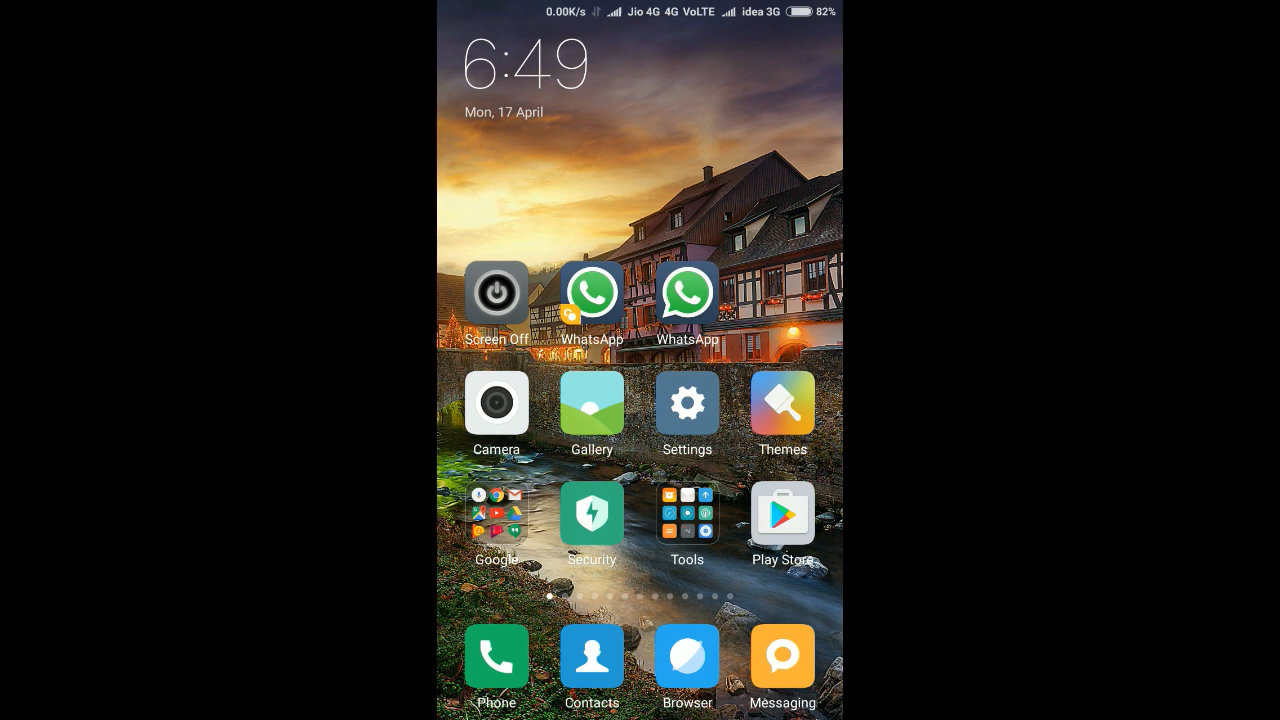 0.00K/s Jio 4G 4G VoLTE idea 3G 82%
6:49
Mon, 17 April
Screen Off WhatsApp WhatsApp
Camera Gallery Settings Themes
Google Security Tools Play Store
Phone Contacts Browser Messaging